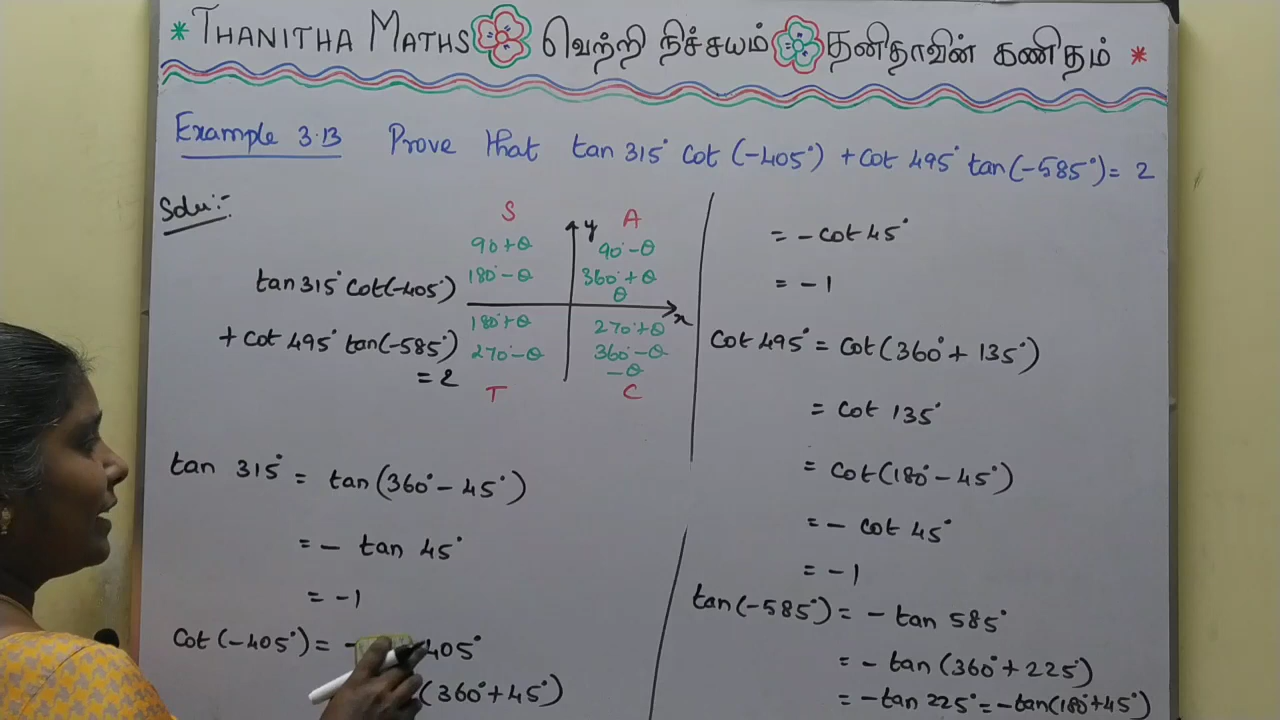 * THANITHA MATHS வெற்றி நிச்சயம் தனிதாவின் கணிதம் *
Example 3.13 Prove that tan 315° cot (-405°) + cot 495° tan(-585°) = 2
Solu:-
S A
y
90+θ 90°-θ
180°-θ 360°+θ
θ
x
180°+θ 270°+θ
270°-θ 360°-θ
-θ
T C
tan 315° cot(-405°)
+ cot 495° tan(-585°)
= 2
tan 315° = tan(360° - 45°)
= - tan 45°
= -1
cot (-405°) = - 405°
(360° + 45°)
= - cot 45°
= -1
cot 495° = cot(360° + 135°)
= cot 135°
= cot(180° - 45°)
= - cot 45°
= -1
tan(-585°) = - tan 585°
= - tan (360° + 225°)
= -tan 225° = -tan(180°+45°)